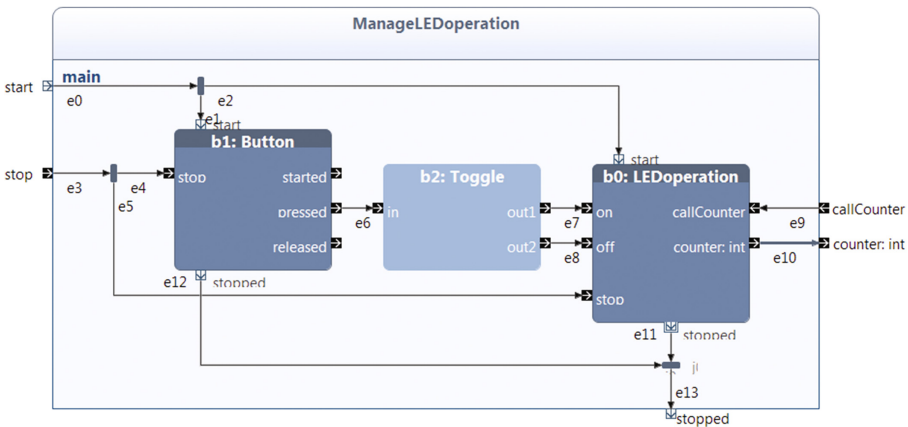 ManageLEDoperation
main
start
e0
e2
e1
start
b1: Button
start
stop
e3
e4
e5
stop
started
pressed
released
e6
b2: Toggle
in
out1
out2
e7
e8
b0: LEDoperation
on
off
stop
callCounter
counter: int
e9
callCounter
e10
counter: int
e12
stopped
e11
stopped
e13
stopped